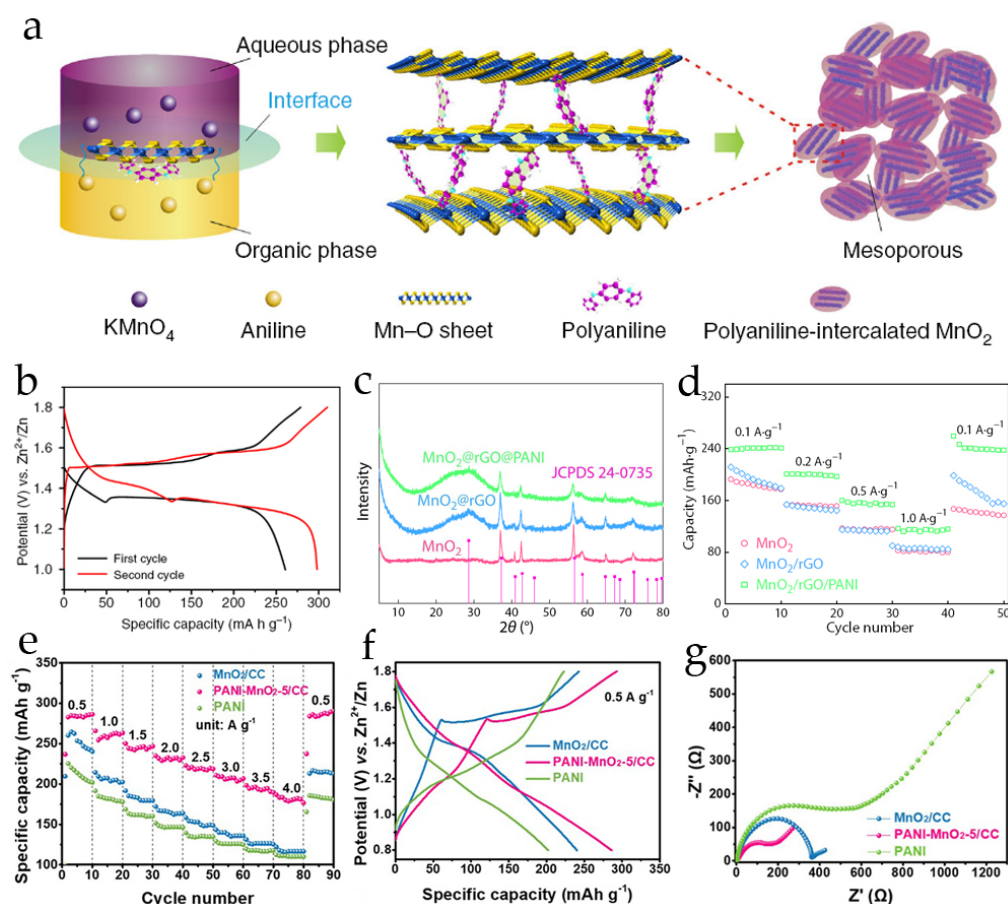 a
Aqueous phase
Interface
Organic phase
Mesoporous
KMnO4
Aniline
Mn–O sheet
Polyaniline
Polyaniline-intercalated MnO2
b
Potential (V) vs. Zn2+/Zn
1.8
1.6
1.4
1.2
1.0
First cycle
Second cycle
0 50 100 150 200 250 300
Specific capacity (mA h g−1)
c
Intensity
MnO2@rGO@PANI
JCPDS 24-0735
MnO2@rGO
MnO2
10 20 30 40 50 60 70 80
2θ (°)
d
Capacity (mAh·g−1)
320
240
160
80
0.1 A·g−1
0.1 A·g−1
0.2 A·g−1
0.5 A·g−1
1.0 A·g−1
MnO2
MnO2/rGO
MnO2/rGO/PANI
0 10 20 30 40 50
Cycle number
e
Specific capacity (mAh g−1)
350
300
250
200
150
100
MnO2/CC
PANI-MnO2-5/CC
PANI
unit: A g−1
0.5
1.0
1.5
2.0
2.5
3.0
3.5
4.0
0.5
0 10 20 30 40 50 60 70 80 90
Cycle number
f
Potential (V) vs. Zn2+/Zn
1.8
1.6
1.4
1.2
1.0
0.8
0.5 A g−1
MnO2/CC
PANI-MnO2-5/CC
PANI
0 50 100 150 200 250 300 350
Specific capacity (mAh g−1)
g
-Z'' (Ω)
600
500
400
300
200
100
0
MnO2/CC
PANI-MnO2-5/CC
PANI
0 200 400 600 800 1000 1200
Z' (Ω)